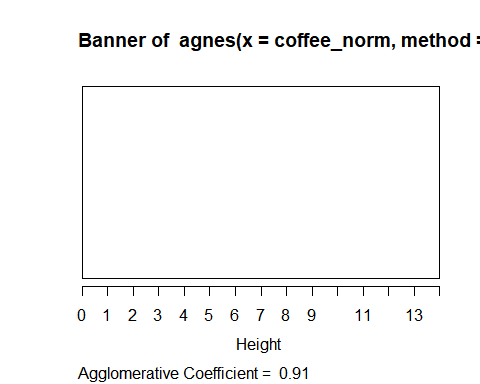 Banner of agnes(x = coffee_norm, method =
0 1 2 3 4 5 6 7 8 9 11 13
Height
Agglomerative Coefficient = 0.91